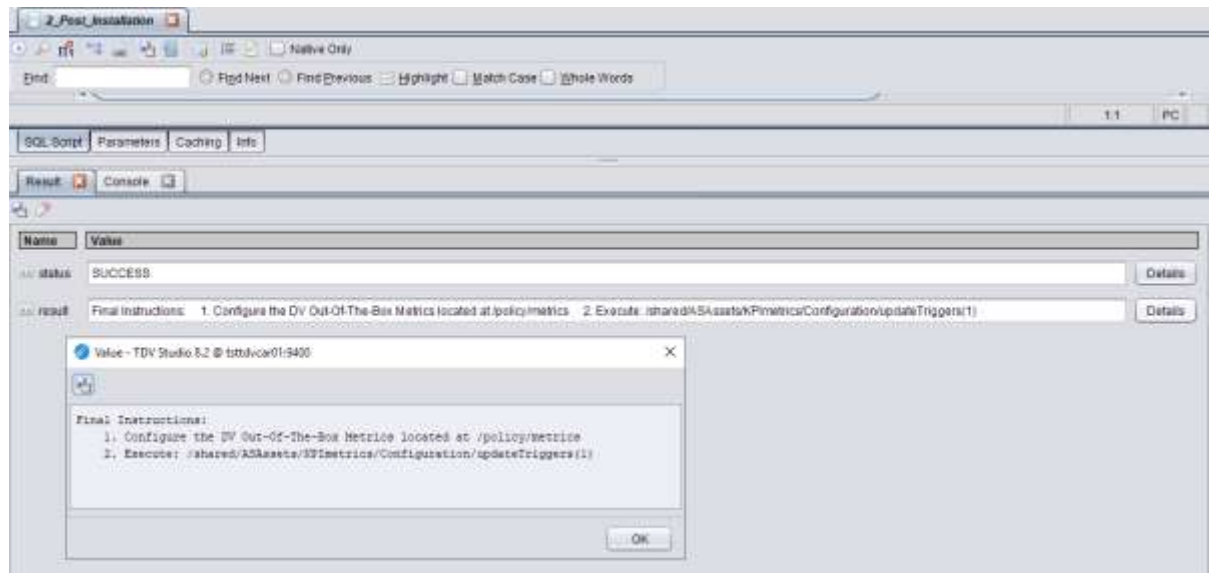 2_Post_Installation
Native Only
Find: Find Next Find Previous Highlight Match Case Whole Words
1:1 PC
SQL Script Parameters Caching Info
Result Console
Name Value
status SUCCESS Details
result Final Instructions: 1. Configure the DV Out-Of-The-Box Metrics located at /policy/metrics 2. Execute: /shared/ASAssets/KPImetrics/Configuration/updateTriggers(1) Details
Value - TDV Studio 8.2 @ tsttdvcar01:9400
Final Instructions:
1. Configure the DV Out-Of-The-Box Metrics located at /policy/metrics
2. Execute: /shared/ASAssets/KPImetrics/Configuration/updateTriggers(1)
OK